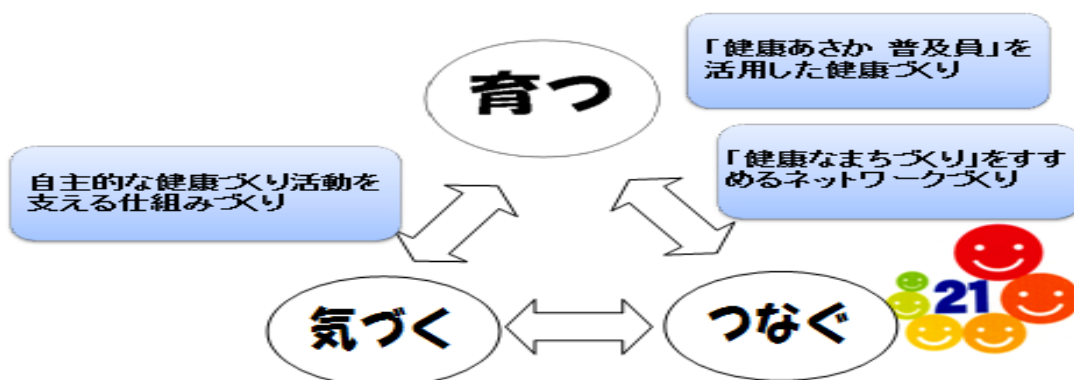 「健康あさか 普及員」を
活用した健康づくり
育つ
「健康なまちづくり」をすす
めるネットワークづくり
自主的な健康づくり活動を
支える仕組みづくり
気づく
つなぐ
21